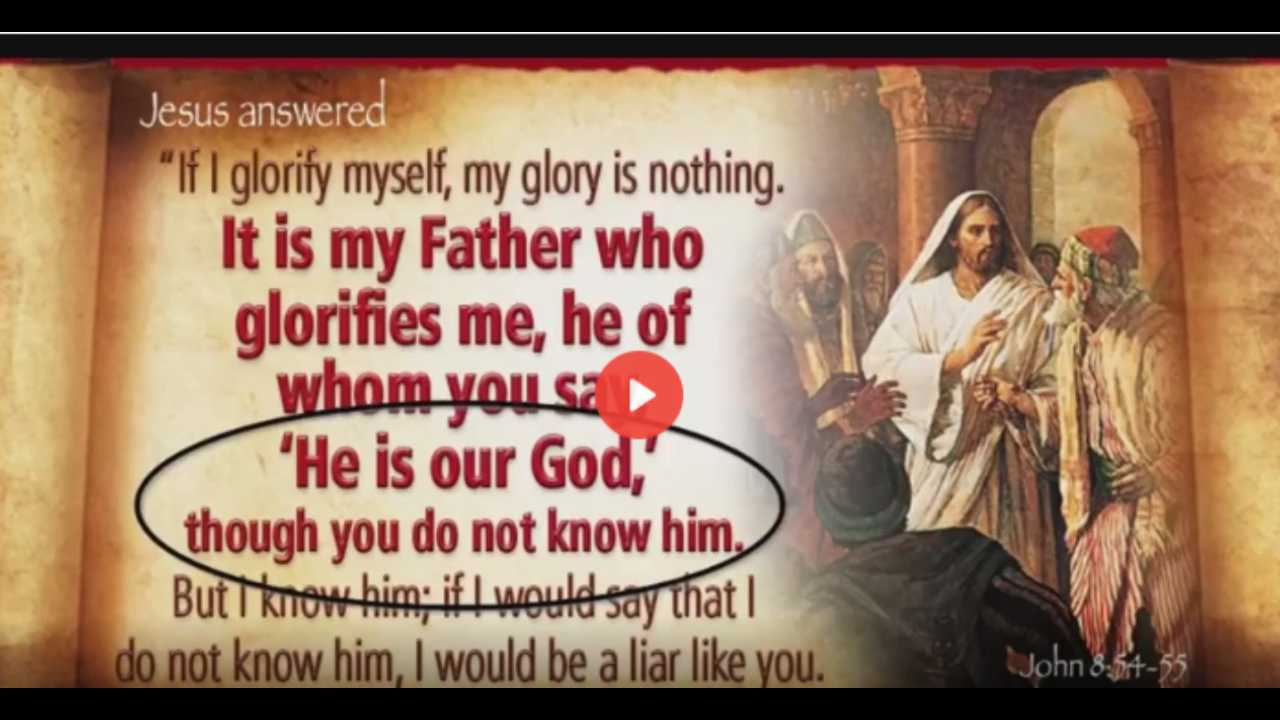 Jesus answered
"If I glorify myself, my glory is nothing.
It is my Father who
glorifies me, he of
whom you say,
'He is our God,'
though you do not know him.
But I know him; if I would say that I
do not know him, I would be a liar like you.
John 8:54-55